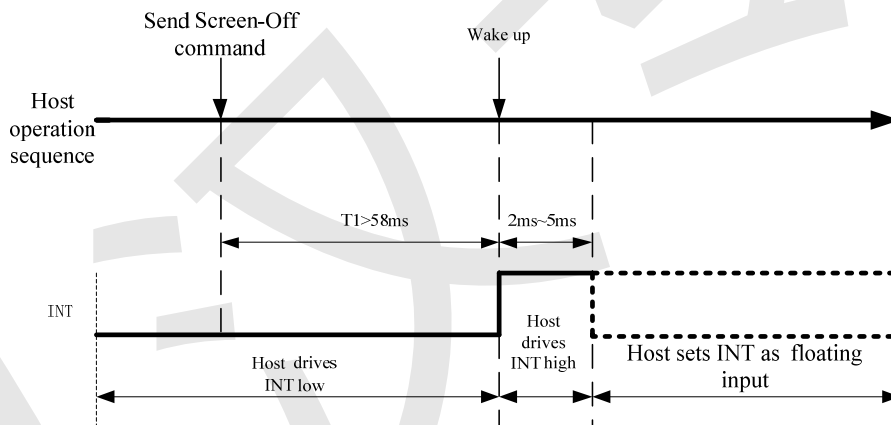 Send Screen-Off
command
Wake up
Host
operation
sequence
T1>58ms
2ms~5ms
INT
Host drives
INT low
Host
drives
INT high
Host sets INT as floating
input